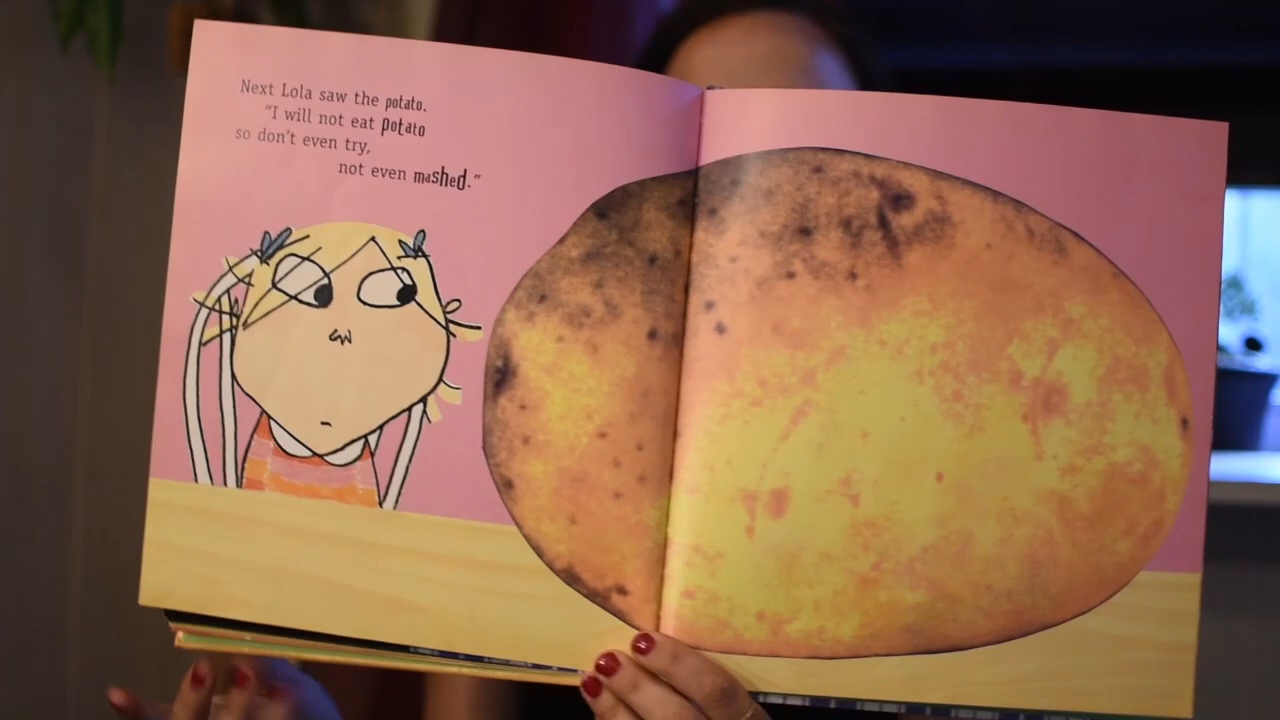 Next Lola saw the potato.
"I will not eat potato
so don't even try,
not even mashed."